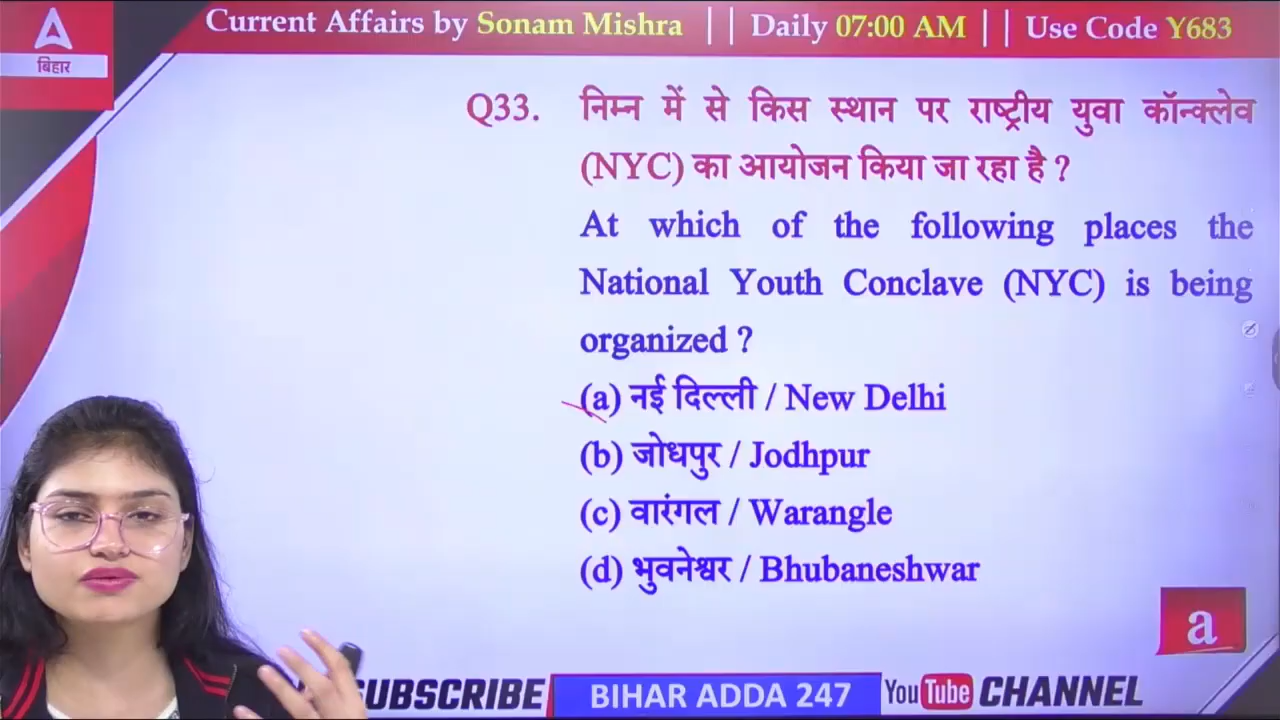 Current Affairs by Sonam Mishra || Daily 07:00 AM || Use Code Y683
बिहार
Q33. निम्न में से किस स्थान पर राष्ट्रीय युवा कॉन्क्लेव
(NYC) का आयोजन किया जा रहा है ?
At which of the following places the
National Youth Conclave (NYC) is being
organized ?
(a) नई दिल्ली / New Delhi
(b) जोधपुर / Jodhpur
(c) वारंगल / Warangle
(d) भुवनेश्वर / Bhubaneshwar
a
SUBSCRIBE BIHAR ADDA 247 YouTube CHANNEL